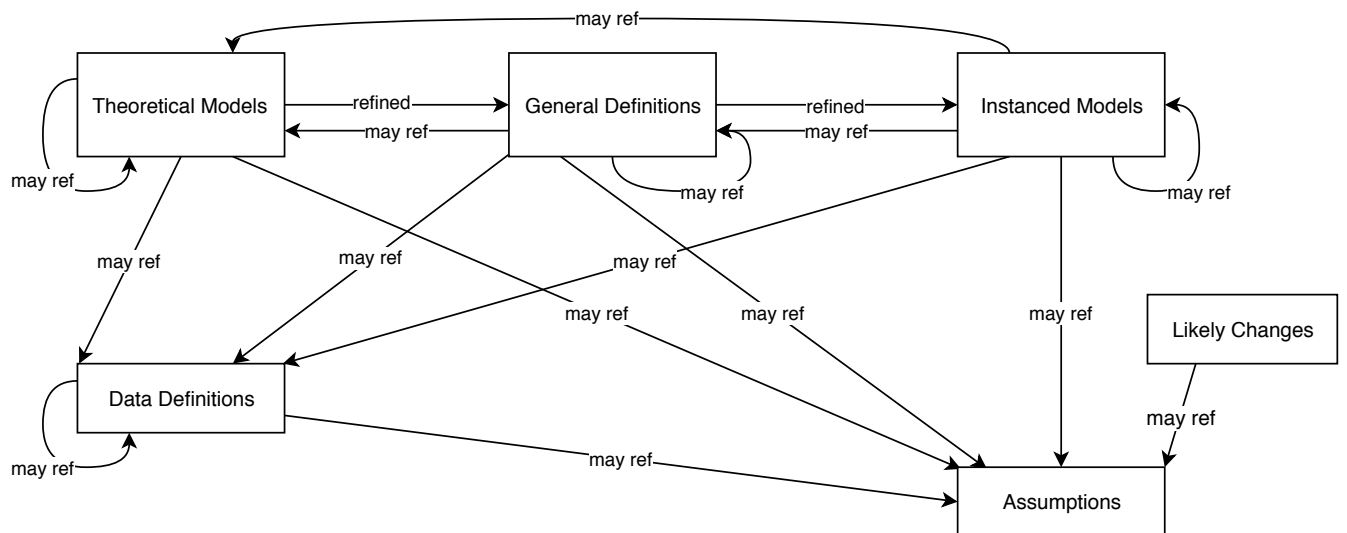 may ref
Theoretical Models
refined
General Definitions
refined
Instanced Models
may ref
may ref
may ref
may ref
may ref
may ref
may ref
may ref
may ref
may ref
may ref
may ref
Likely Changes
Data Definitions
may ref
may ref
may ref
Assumptions